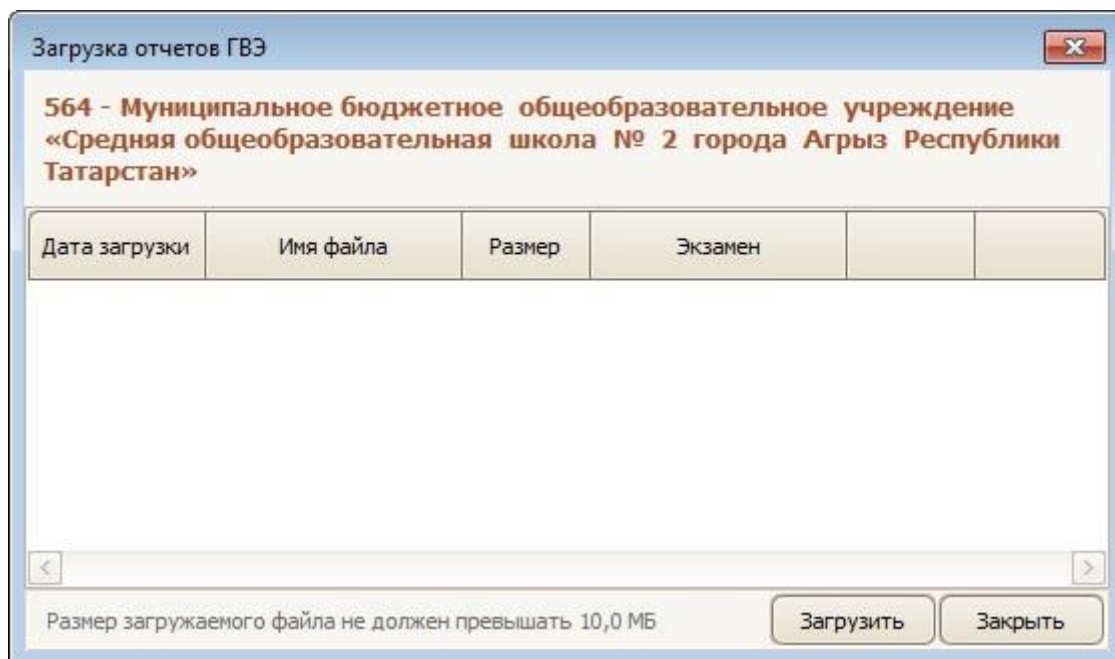 Загрузка отчетов ГВЭ
564 - Муниципальное бюджетное общеобразовательное учреждение
«Средняя общеобразовательная школа № 2 города Агрыз Республики
Татарстан»
Дата загрузки Имя файла Размер Экзамен
Размер загружаемого файла не должен превышать 10,0 МБ Загрузить Закрыть